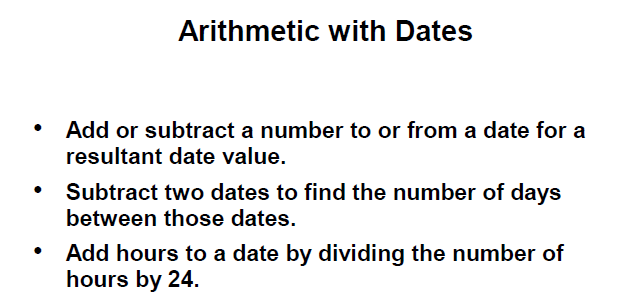 Arithmetic with Dates
• Add or subtract a number to or from a date for a
resultant date value.
• Subtract two dates to find the number of days
between those dates.
• Add hours to a date by dividing the number of
hours by 24.